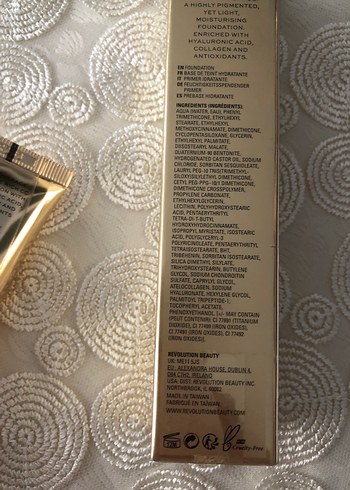 A HIGHLY PIGMENTED,
YET LIGHT,
MOISTURISING
FOUNDATION.
ENRICHED WITH
HYALURONIC ACID,
COLLAGEN AND
ANTIOXIDANTS.
EN FOUNDATION.
FR BASE DE TEINT HYDRATANTE
IT PRIMER IDRATANTE
DE FEUCHTIGKEITSSPENDENDER
PRIMER
ES PREBASE HIDRATANTE
INGREDIENTS (INGREDIENTS):
AQUA (WATER, EAU), PHENYL
TRIMETHICONE, ETHYLHEXYL
STEARATE, ETHYLHEXYL
METHOXYCINNAMATE, DIMETHICONE,
CYCLOPENTASILOXANE, GLYCERIN,
ETHYLHEXYL PALMITATE,
DIISOSTEARYL MALATE,
QUATERNIUM-90 BENTONITE,
HYDROGENATED CASTOR OIL, SODIUM
CHLORIDE, SORBITAN SESQUIOLEATE,
LAURYL PEG-10 TRIS(TRIMETHYL-
SILOXY)SILYLETHYL DIMETHICONE,
CETYL PEG/PPG-10/1 DIMETHICONE,
DIMETHICONE CROSSPOLYMER,
PROPYLENE CARBONATE,
ETHYLHEXYLGLYCERIN,
LECITHIN, POLYHYDROXYSTEARIC
ACID, PENTAERYTHRITYL
TETRA-DI-T-BUTYL
HYDROXYHYDROCINNAMATE,
ISOPROPYL MYRISTATE, ISOSTEARIC
ACID, POLYGLYCERYL-3
POLYRICINOLEATE, PENTAERYTHRITYL
TETRAISOSTEARATE, BHT,
TRIBEHENIN, SORBITAN ISOSTEARATE,
SILICA DIMETHYL SILYLATE,
TRIHYDROXYSTEARIN, BUTYLENE
GLYCOL, SODIUM CHONDROITIN
SULFATE, CAPRYLYL GLYCOL,
ATELOCOLLAGEN, SODIUM
HYALURONATE, HEXYLENE GLYCOL,
PALMITOYL TRIPEPTIDE-1,
TOCOPHERYL ACETATE,
PHENOXYETHANOL. [+/- MAY CONTAIN
(PEUT CONTENIR) CI 77891 (TITANIUM
DIOXIDE), CI 77499 (IRON OXIDES),
CI 77491 (IRON OXIDES), CI 77492
(IRON OXIDES).
REVOLUTION BEAUTY
UK: ME11 5JS
EU: ALEXANDRA HOUSE, DUBLIN 4,
D04 C7H2, IRELAND
USA: DIST. REVOLUTION BEAUTY INC.
NORTHBROOK, IL 60062
MADE IN TAIWAN
FABRIQUÉ EN TAIWAN
WWW.REVOLUTIONBEAUTY.COM
Cruelty-Free